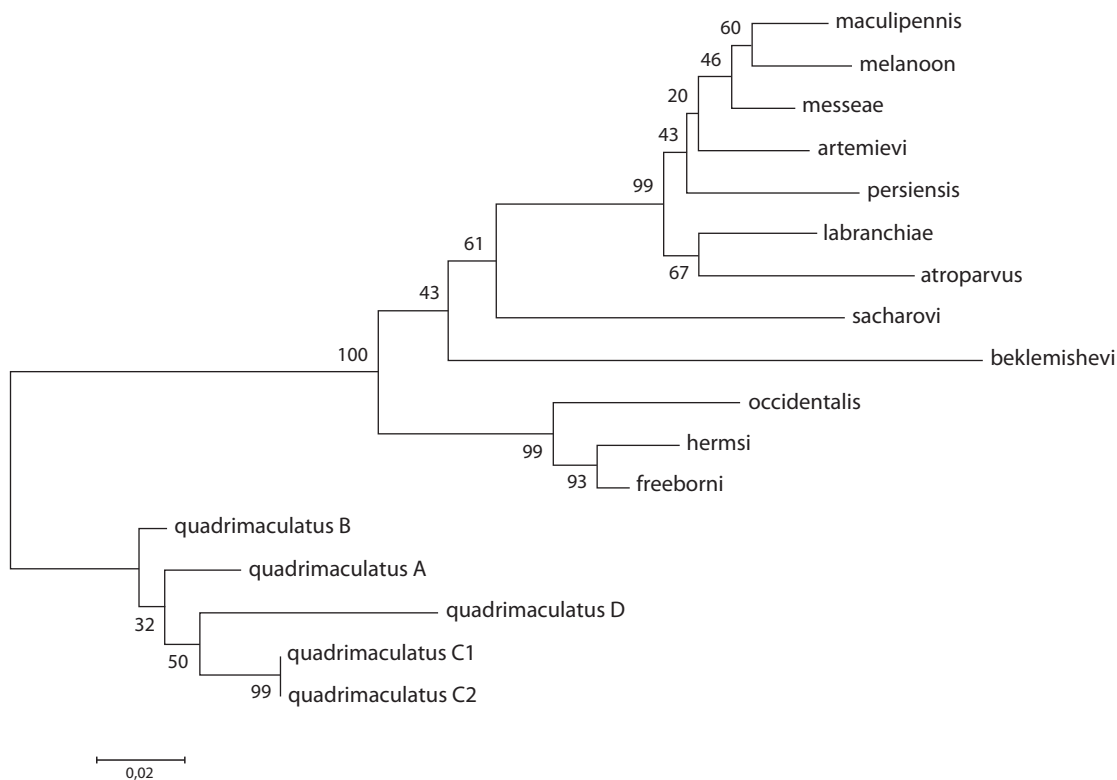 maculipennis
60
melanoon
46
messeae
20
artemievi
43
persiensis
99
labranchiae
67
atroparvus
61
sacharovi
43
beklemishevi
100
occidentalis
99
hermsi
93
freeborni
quadrimaculatus B
quadrimaculatus A
quadrimaculatus D
32
quadrimaculatus C1
50
quadrimaculatus C2
99
0,02